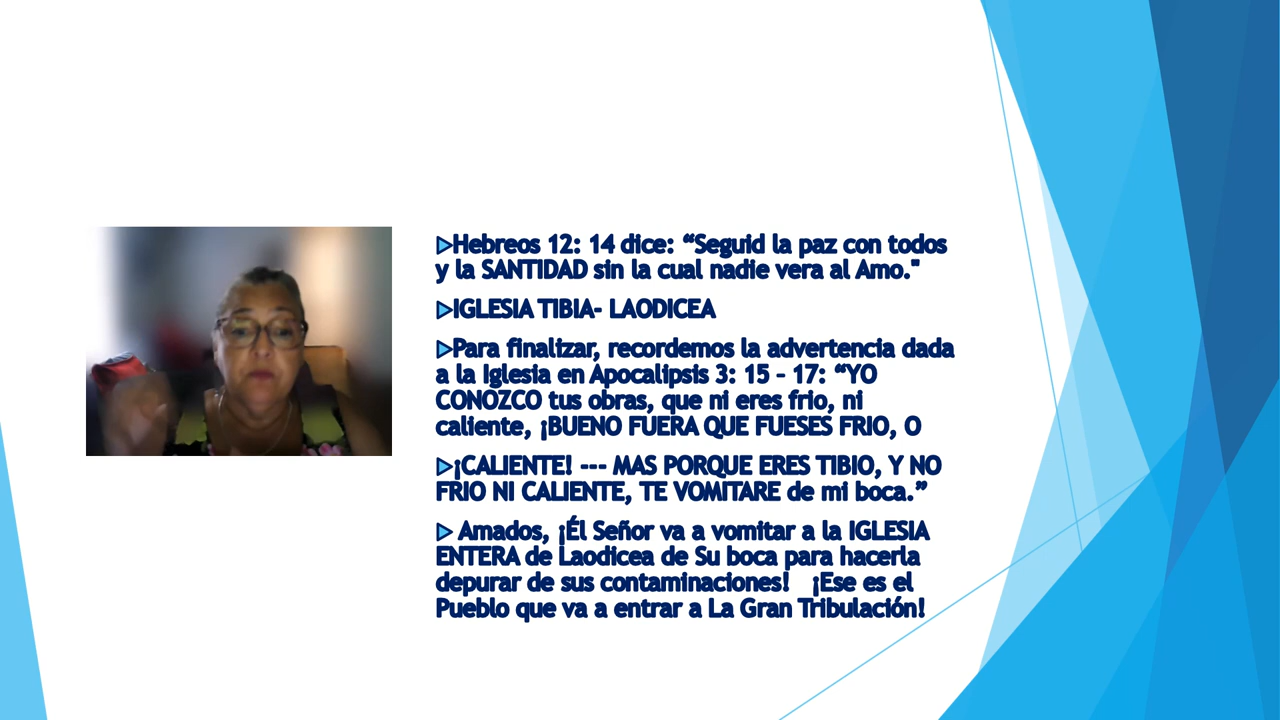 Hebreos 12: 14 dice: “Seguid la paz con todos
y la SANTIDAD sin la cual nadie vera al Amo."
IGLESIA TIBIA- LAODICEA
Para finalizar, recordemos la advertencia dada
a la Iglesia en Apocalipsis 3: 15 – 17: “YO
CONOZCO tus obras, que ni eres frio, ni
caliente, ¡BUENO FUERA QUE FUESES FRIO, O
¡CALIENTE! --- MAS PORQUE ERES TIBIO, Y NO
FRIO NI CALIENTE, TE VOMITARE de mi boca.”
Amados, ¡Él Señor va a vomitar a la IGLESIA
ENTERA de Laodicea de Su boca para hacerla
depurar de sus contaminaciones! ¡Ese es el
Pueblo que va a entrar a La Gran Tribulación!